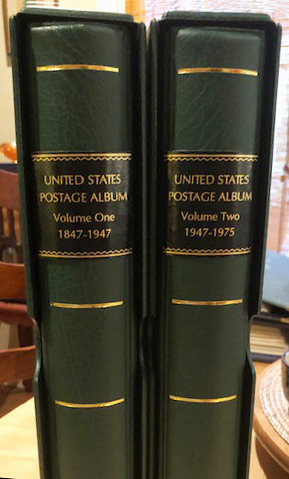 UNITED STATES
POSTAGE ALBUM
Volume One
1847-1947
UNITED STATES
POSTAGE ALBUM
Volume Two
1947-1975